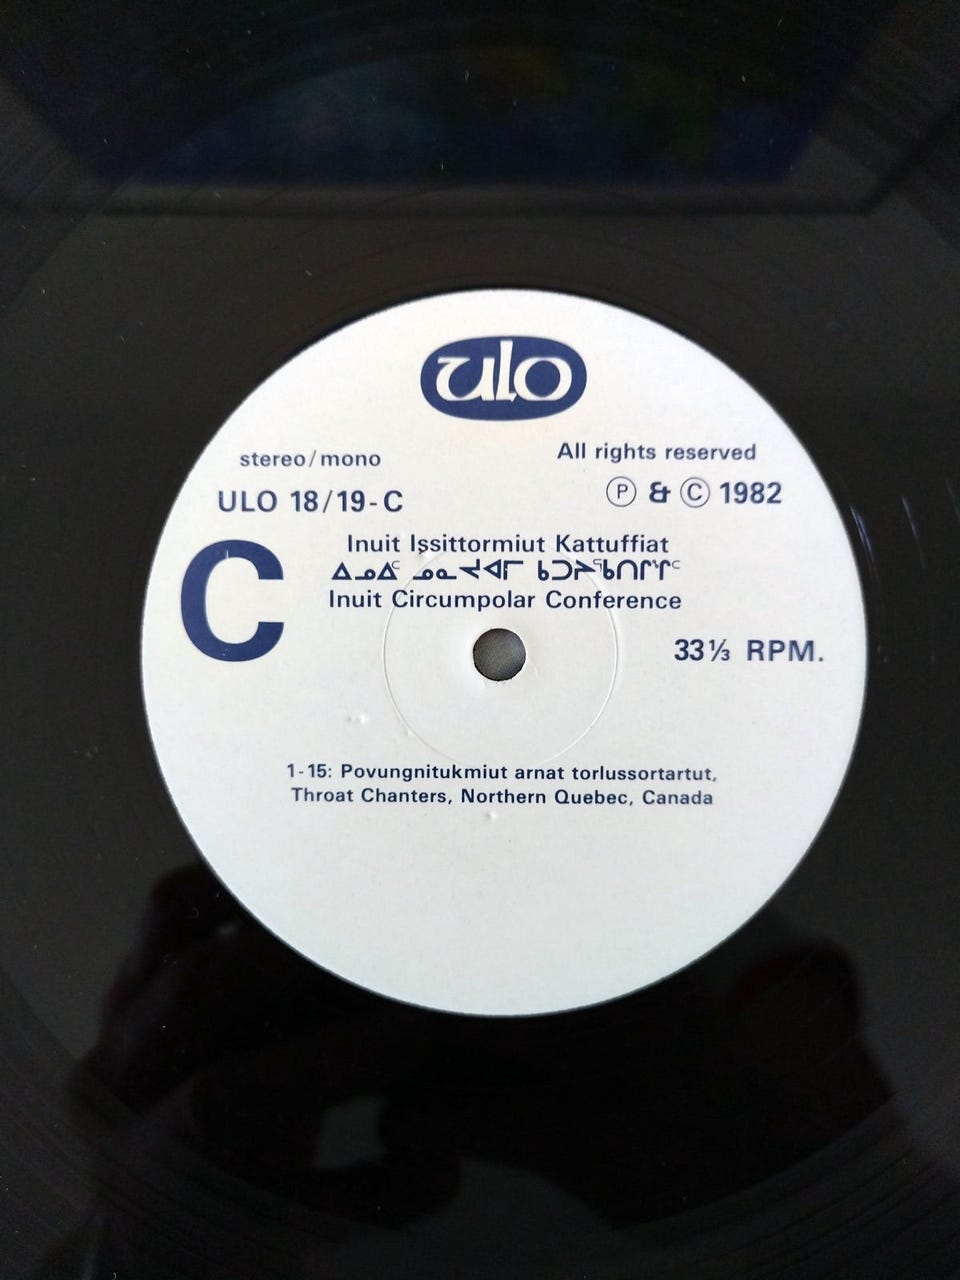 ulo
stereo/mono
All rights reserved
ULO 18/19-C
Ⓟ & © 1982
C
Inuit Issittormiut Kattuffiat
ᐃᓄᐃᑦ
Inuit Circumpolar Conference
33⅓ RPM.
1-15: Povungnitukmiut arnat torlussortartut,
Throat Chanters, Northern Quebec, Canada